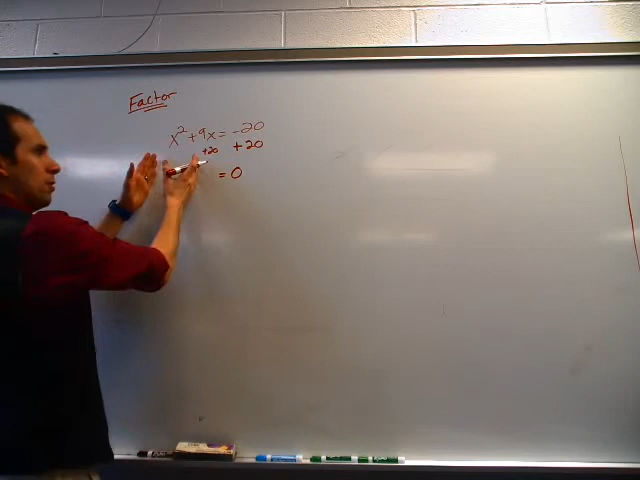 Factor
x² + 9x = -20
+20 +20
= 0